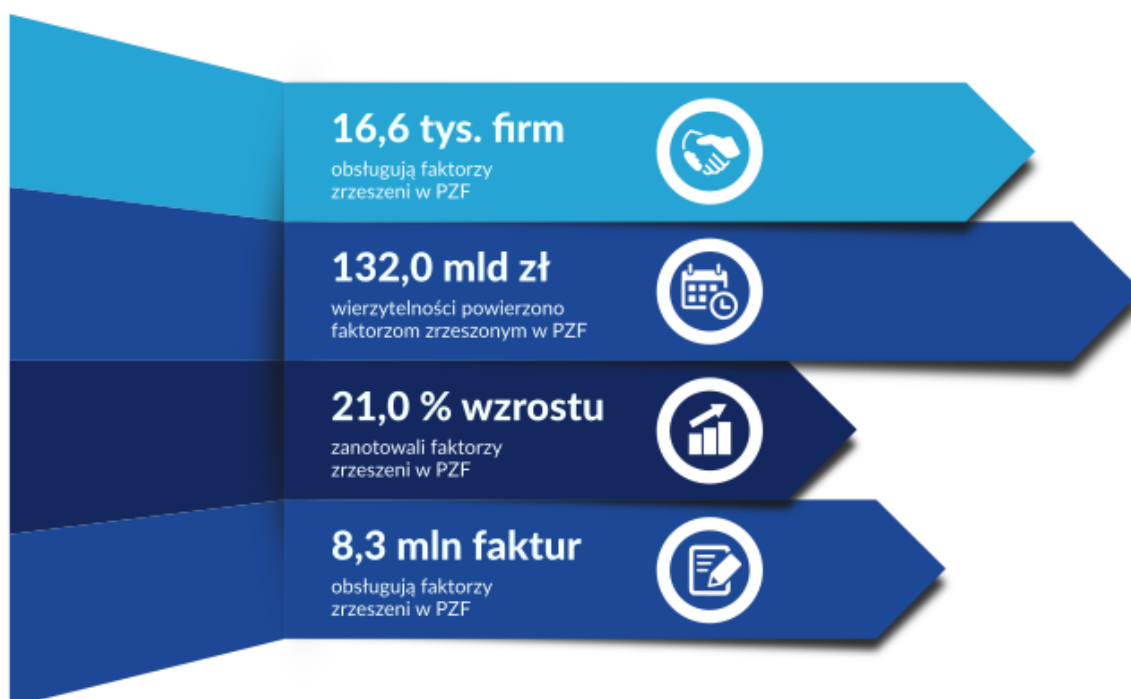 16,6 tys. firm
obsługują faktorzy
zrzeszeni w PZF
132,0 mld zł
wierzytelności powierzono
faktorzom zrzeszonym w PZF
21,0 % wzrostu
zanotowali faktorzy
zrzeszeni w PZF
8,3 mln faktur
obsługują faktorzy
zrzeszeni w PZF